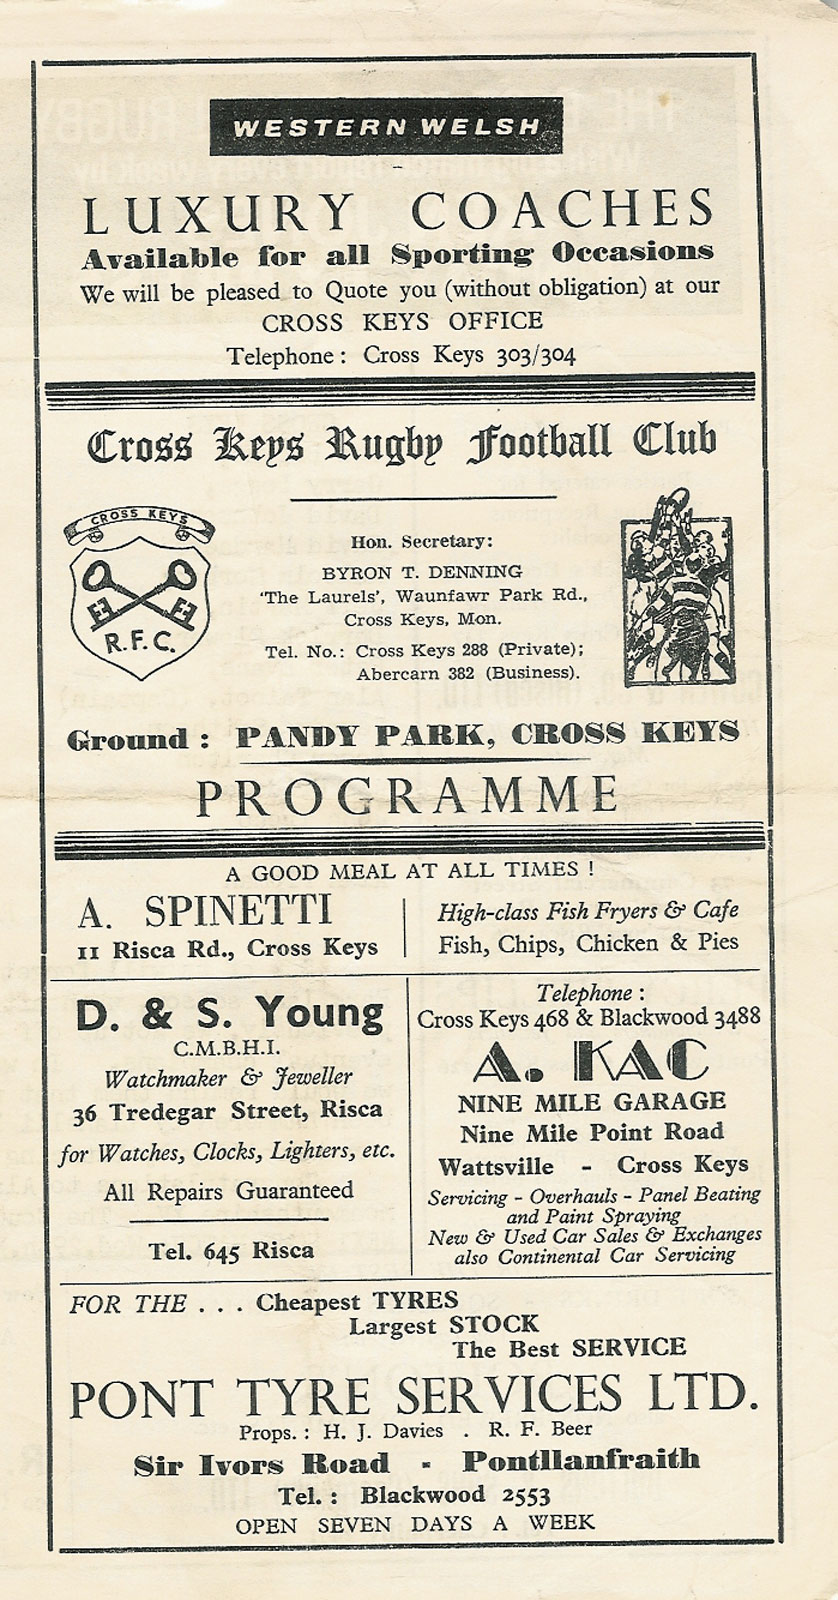 WESTERN WELSH
LUXURY COACHES
Available for all Sporting Occasions
We will be pleased to Quote you (without obligation) at our
CROSS KEYS OFFICE
Telephone : Cross Keys 303/304
Cross Keys Rugby Football Club
CROSS KEYS
R.F.C.
Hon. Secretary:
BYRON T. DENNING
'The Laurels', Waunfawr Park Rd.,
Cross Keys, Mon.
Tel. No.: Cross Keys 288 (Private);
Abercarn 382 (Business).
Ground : PANDY PARK, CROSS KEYS
PROGRAMME
A GOOD MEAL AT ALL TIMES !
A. SPINETTI
11 Risca Rd., Cross Keys
High-class Fish Fryers & Cafe
Fish, Chips, Chicken & Pies
D. & S. Young
C.M.B.H.I.
Watchmaker & Jeweller
36 Tredegar Street, Risca
for Watches, Clocks, Lighters, etc.
All Repairs Guaranteed
Tel. 645 Risca
Telephone :
Cross Keys 468 & Blackwood 3488
A. KAC
NINE MILE GARAGE
Nine Mile Point Road
Wattsville - Cross Keys
Servicing - Overhauls - Panel Beating
and Paint Spraying
New & Used Car Sales & Exchanges
also Continental Car Servicing
FOR THE . . . Cheapest TYRES
Largest STOCK
The Best SERVICE
PONT TYRE SERVICES LTD.
Props. : H. J. Davies . R. F. Beer
Sir Ivors Road - Pontllanfraith
Tel. : Blackwood 2553
OPEN SEVEN DAYS A WEEK